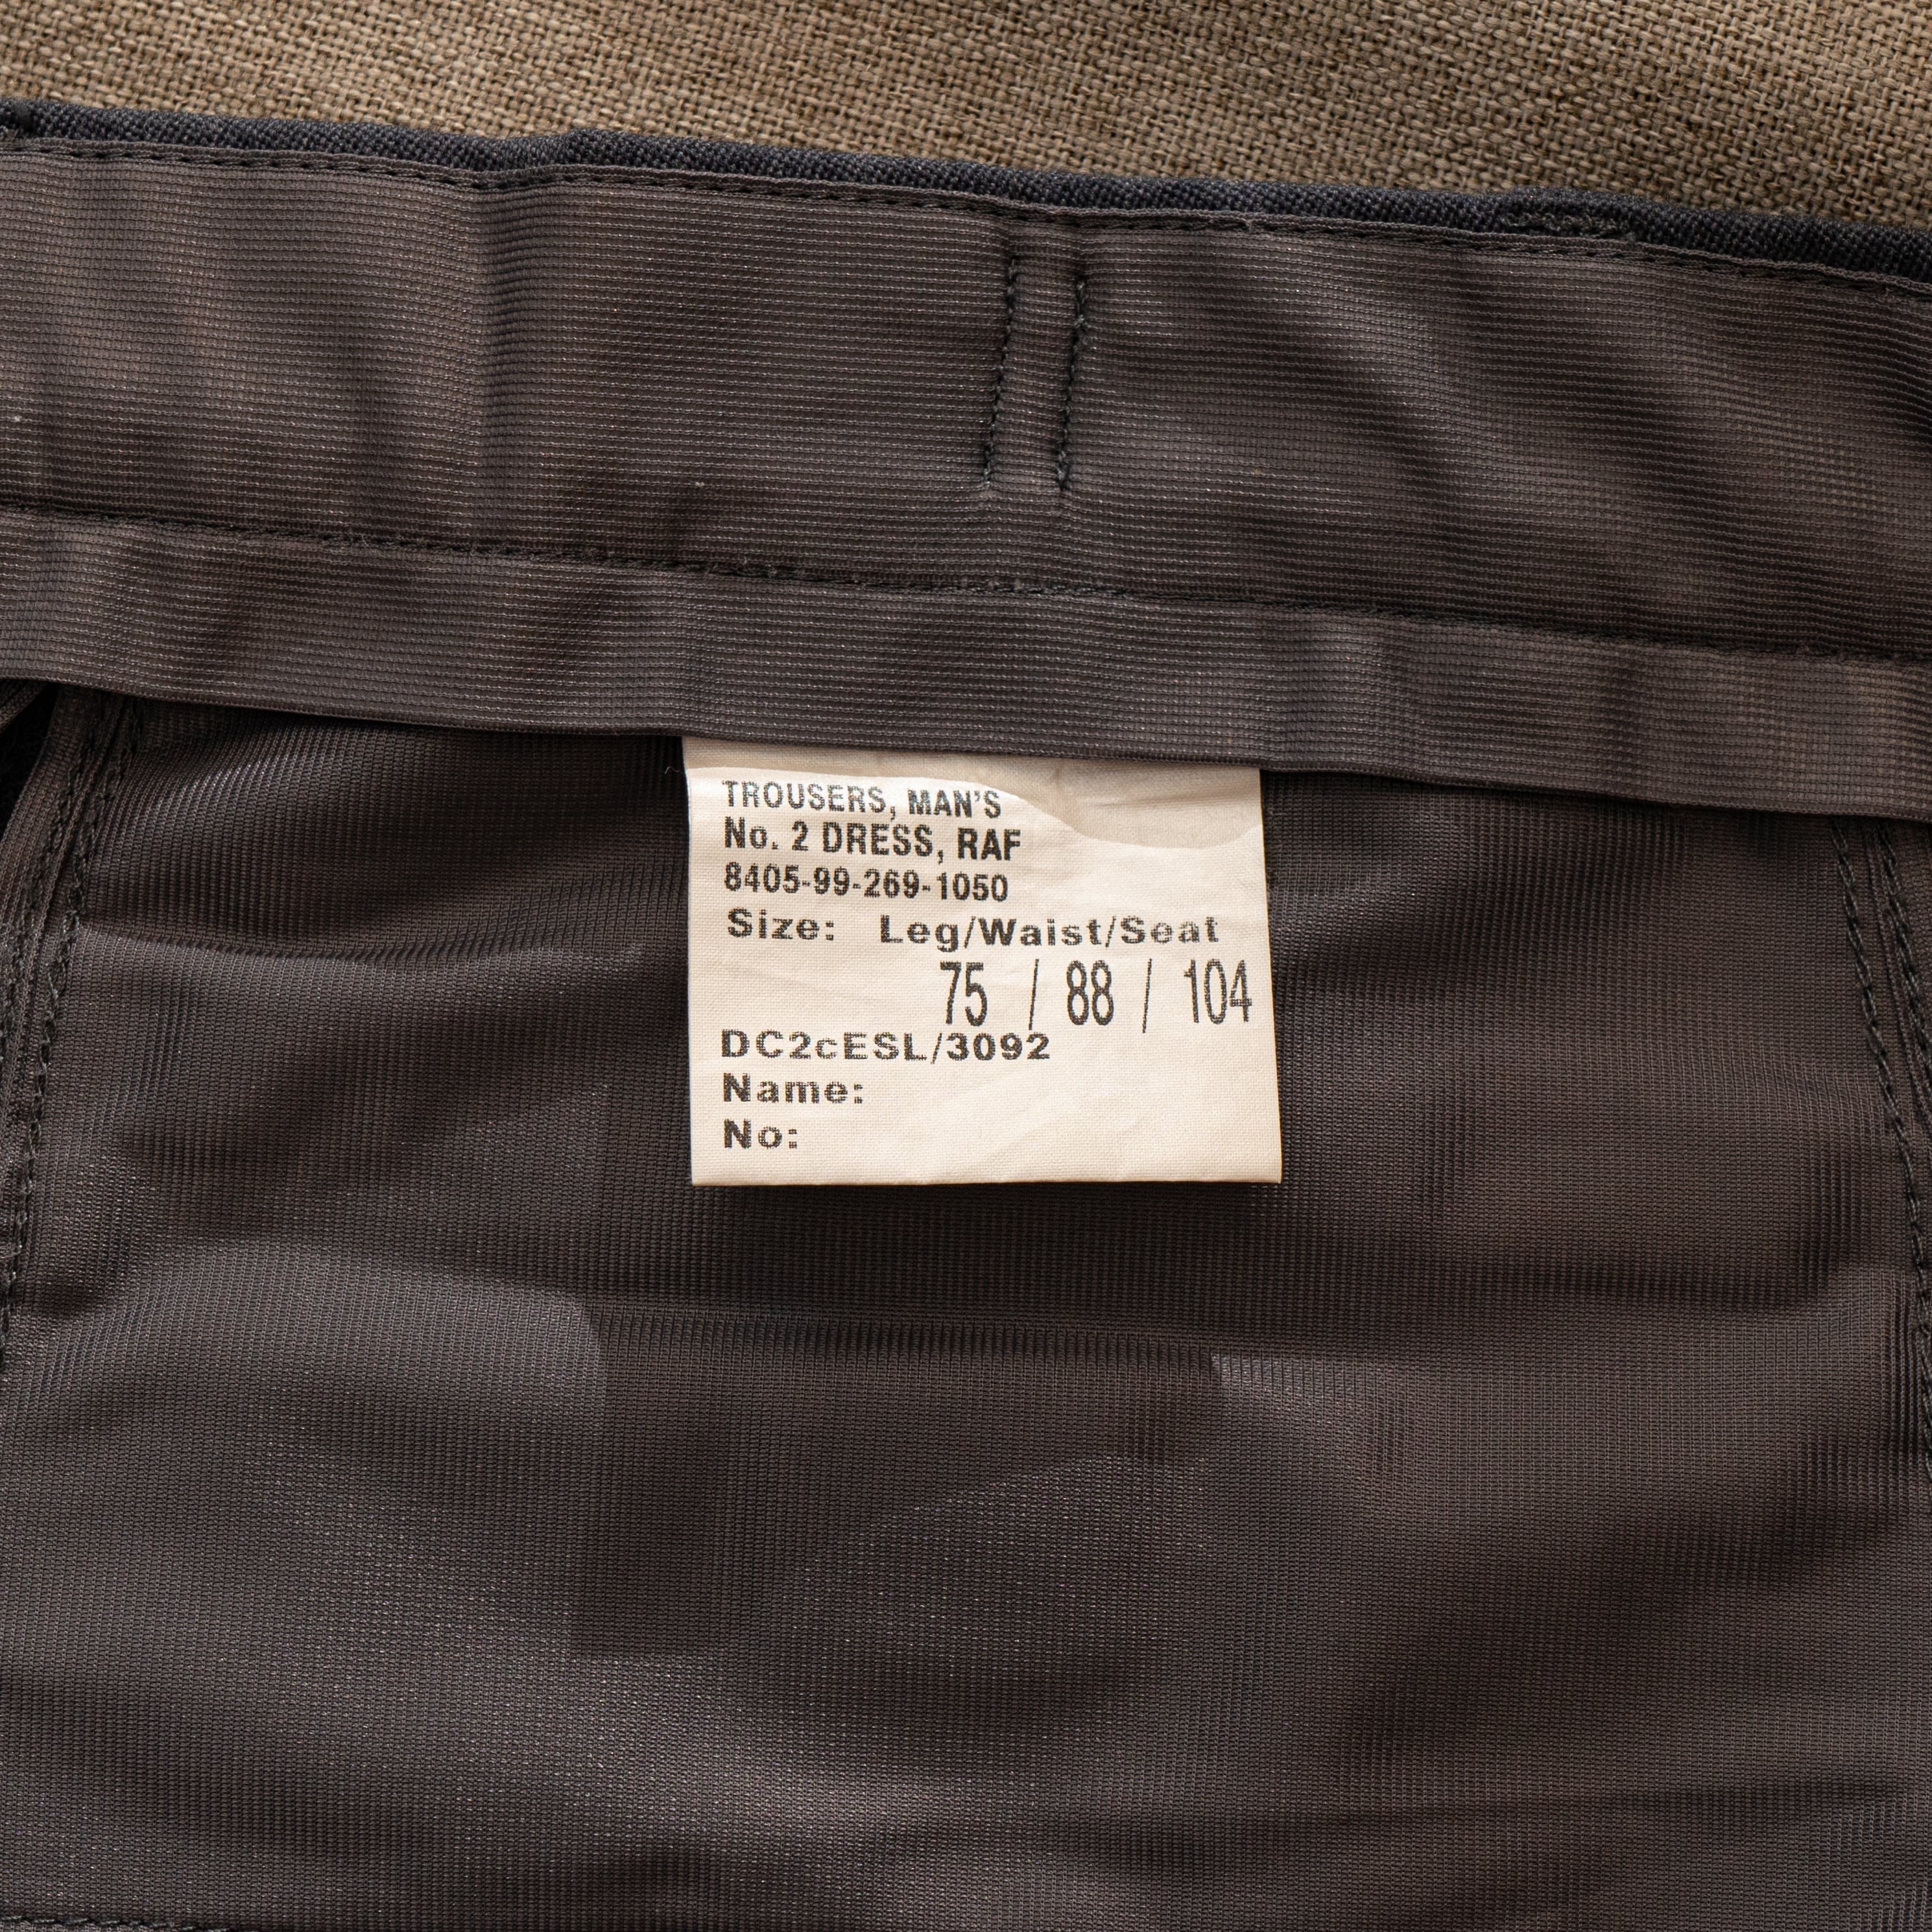 TROUSERS, MAN'S
No. 2 DRESS, RAF
8405-99-269-1050
Size: Leg/Waist/Seat
75 / 88 / 104
DC2cESL/3092
Name:
No: